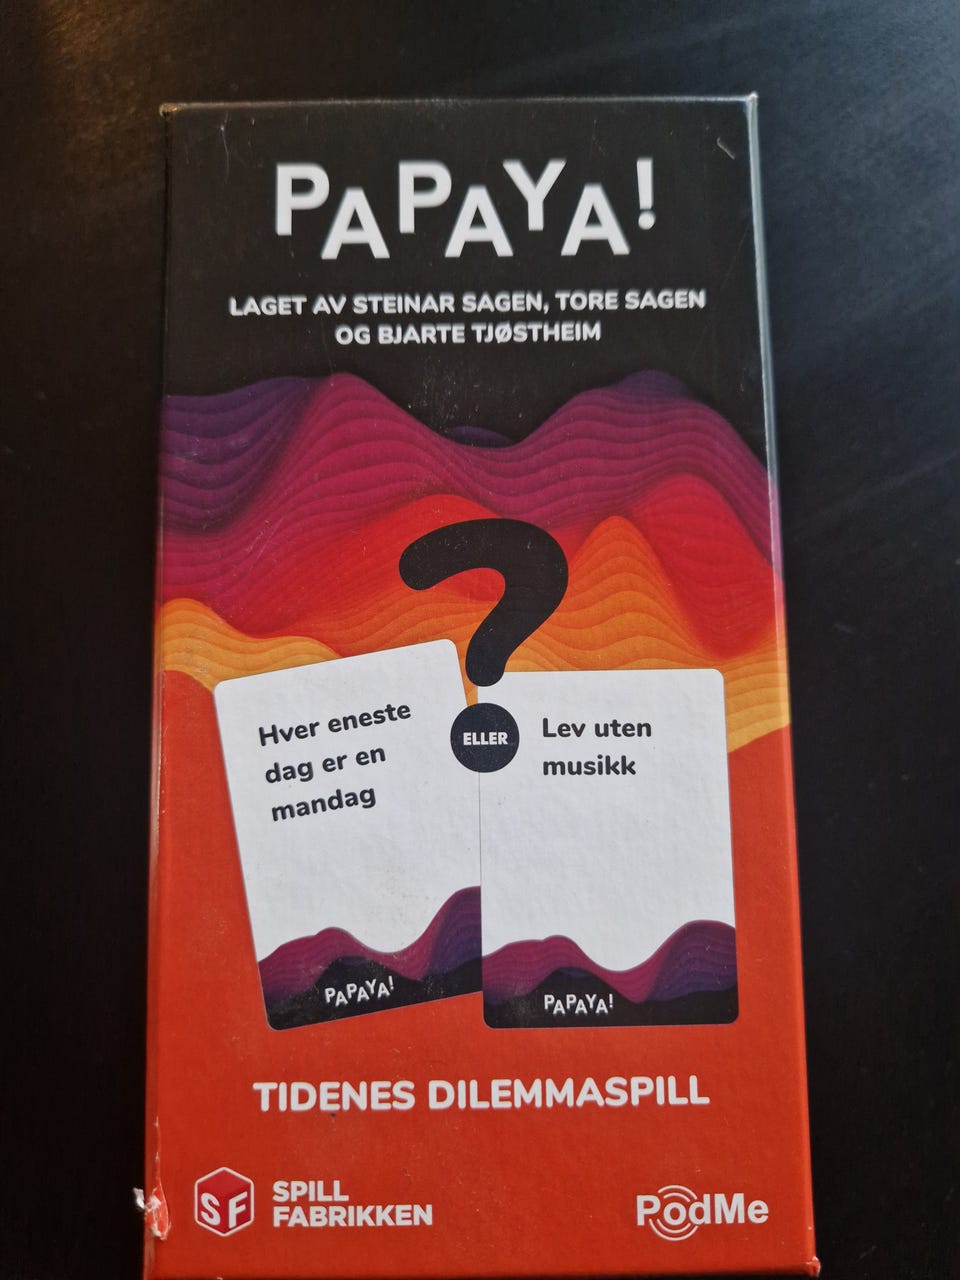 PAPAYA!
LAGET AV STEINAR SAGEN, TORE SAGEN
OG BJARTE TJØSTHEIM
?
Hver eneste
dag er en
mandag
PAPAYA!
ELLER
Lev uten
musikk
PAPAYA!
TIDENES DILEMMASPILL
SF
SPILL
FABRIKKEN
PodMe